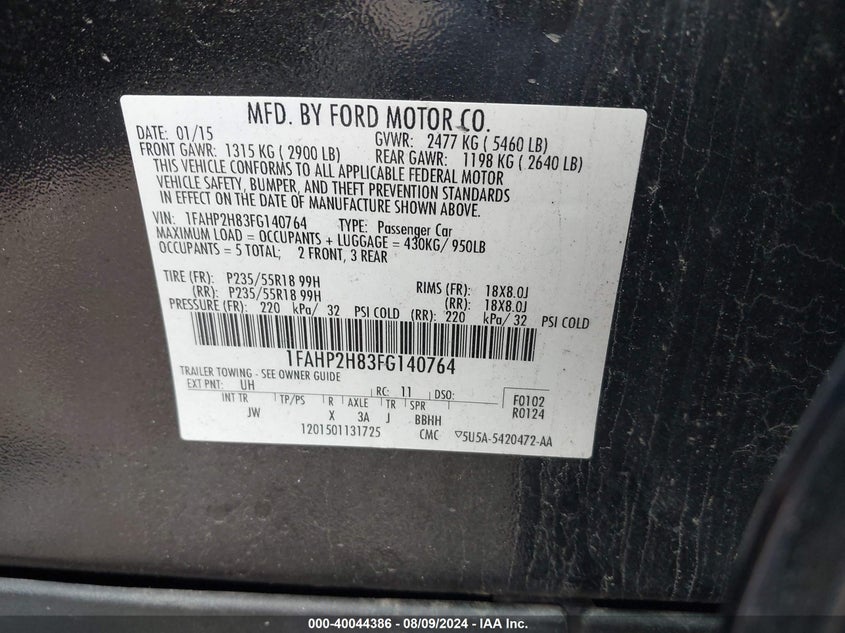 MFD. BY FORD MOTOR CO.
DATE: 01/15 GVWR: 2477 KG ( 5460 LB)
FRONT GAWR: 1315 KG ( 2900 LB) REAR GAWR: 1198 KG ( 2640 LB)
THIS VEHICLE CONFORMS TO ALL APPLICABLE FEDERAL MOTOR
VEHICLE SAFETY, BUMPER, AND THEFT PREVENTION STANDARDS
IN EFFECT ON THE DATE OF MANUFACTURE SHOWN ABOVE.
VIN: 1FAHP2H83FG140764 TYPE: Passenger Car
MAXIMUM LOAD = OCCUPANTS + LUGGAGE = 430KG/ 950LB
OCCUPANTS = 5 TOTAL, 2 FRONT, 3 REAR
TIRE (FR): P235/55R18 99H RIMS (FR): 18X8.0J
(RR): P235/55R18 99H (RR): 18X8.0J
PRESSURE (FR): 220 kPa/ 32 PSI COLD (RR): 220 kPa/ 32 PSI COLD
1FAHP2H83FG140764
TRAILER TOWING - SEE OWNER GUIDE
EXT PNT: UH RC: 11 DSO: F0102
INT TR TP/PS R AXLE TR SPR R0124
JW X 3A J BBHH
1201501131725 CMC ▽5U5A-5420472-AA
000-40044386 - 08/09/2024 - IAA Inc.